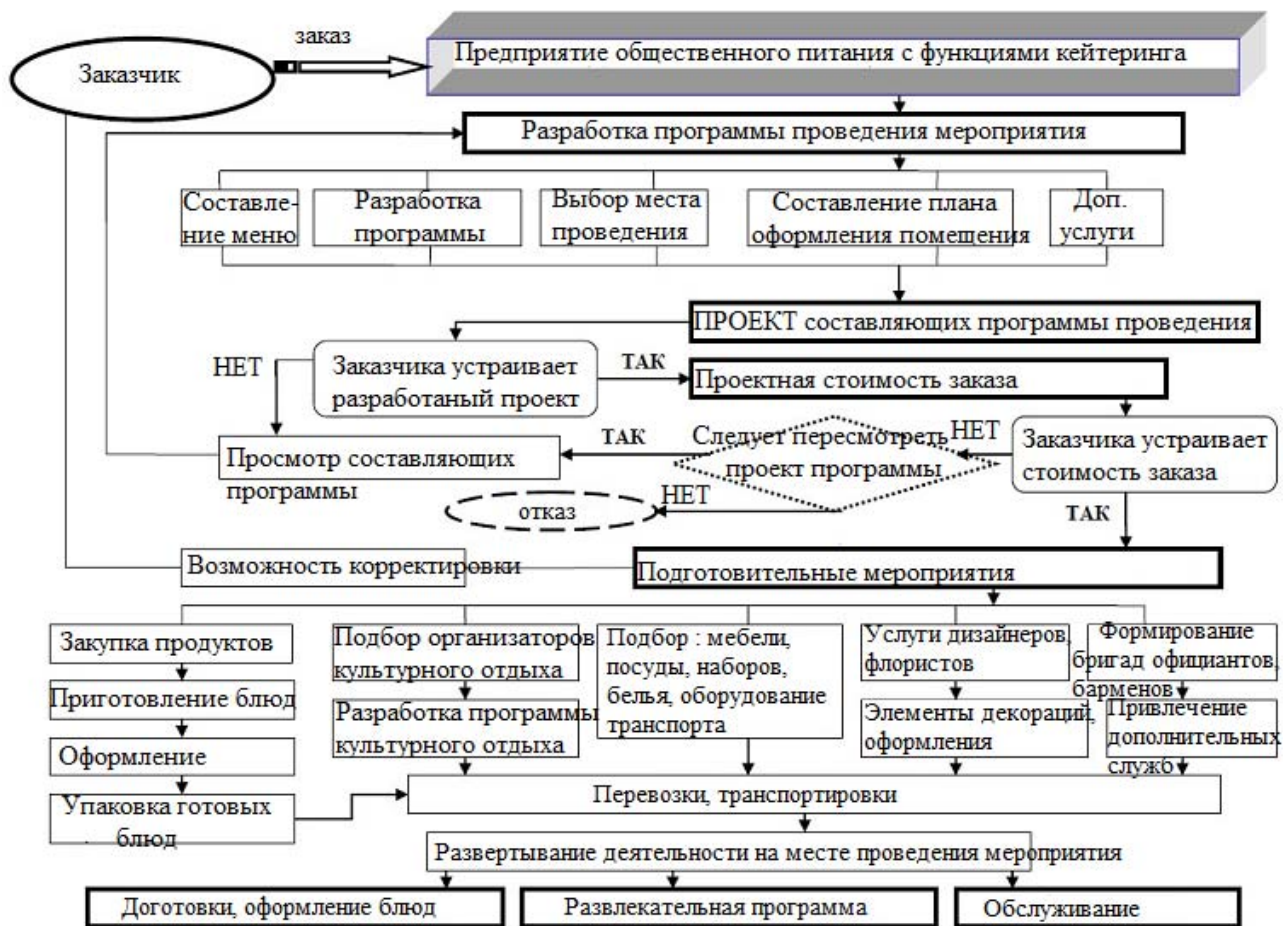 заказ
Заказчик
Предприятие общественного питания с функциями кейтеринга
Разработка программы проведения мероприятия
Составле-
ние меню
Разработка
программы
Выбор места
проведения
Составление плана
оформления помещения
Доп.
услуги
ПРОЕКТ составляющих программы проведения
НЕТ
Заказчика устраивает
разработаный проект
ТАК
Проектная стоимость заказа
Просмотр составляющих
программы
ТАК
Следует пересмотреть
проект программы
НЕТ
Заказчика устраивает
стоимость заказа
НЕТ
отказ
ТАК
Возможность корректировки
Подготовительные мероприятия
Закупка продуктов
Приготовление блюд
Оформление
Упаковка готовых
блюд
Подбор организаторов
культурного отдыха
Разработка программы
культурного отдыха
Подбор : мебели,
посуды, наборов,
белья, оборудование
транспорта
Услуги дизайнеров,
флористов
Элементы декораций,
оформления
Формирование
бригад официантов,
барменов
Привлечение
дополнительных
служб
Перевозки, транспортировки
Развертывание деятельности на месте проведения мероприятия
Доготовки, оформление блюд
Развлекательная программа
Обслуживание